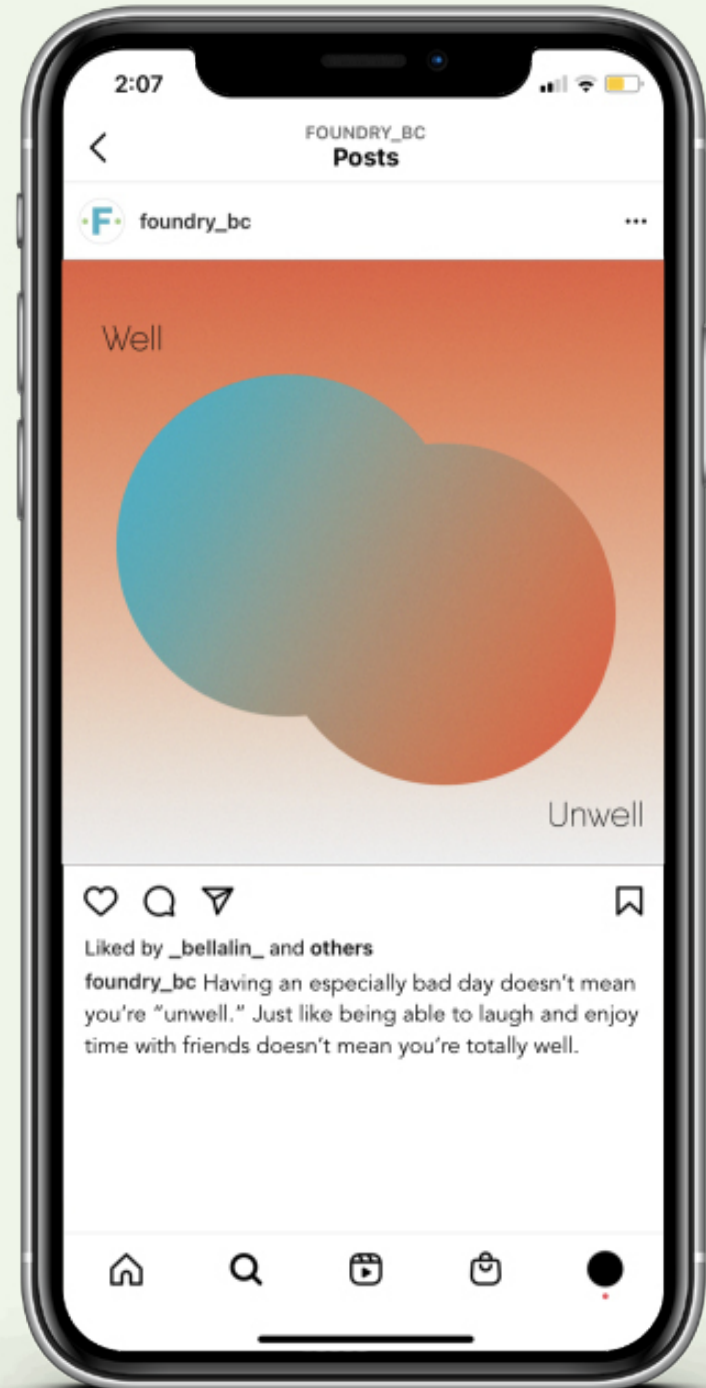 2:07
FOUNDRY_BC
Posts
F
foundry_bc
Well
Unwell
Liked by _bellalin_ and others
foundry_bc Having an especially bad day doesn’t mean
you’re “unwell.” Just like being able to laugh and enjoy
time with friends doesn’t mean you’re totally well.